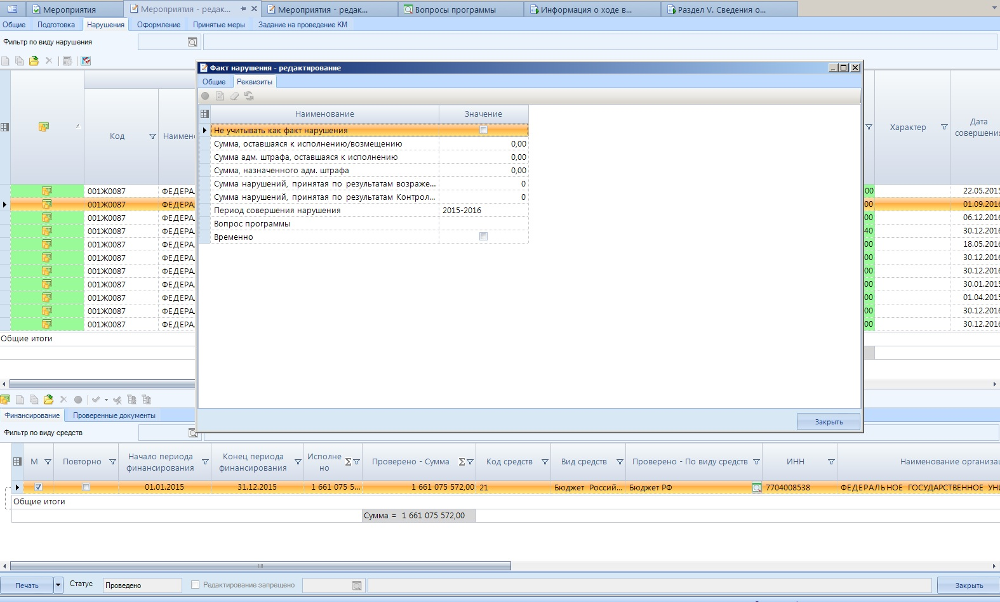 Мероприятия
Мероприятия - редак...
Мероприятия - редак...
Вопросы программы
Информация о ходе в...
Раздел V. Сведения о...
Общие
Подготовка
Нарушения
Оформление
Принятые меры
Задание на проведение КМ
Фильтр по виду нарушения
Факт нарушения - редактирование
Общие
Реквизиты
Наименование
Значение
Не учитывать как факт нарушения
Сумма, оставшаяся к исполнению/возмещению 0,00
Сумма адм. штрафа, оставшаяся к исполнению 0,00
Сумма, назначенного адм. штрафа 0,00
Сумма нарушений, принятая по результатам возраже... 0
Сумма нарушений, принятая по результатам Контрол... 0
Период совершения нарушения 2015-2016
Вопрос программы
Временно
Закрыть
Код
Наимено
Характер
Дата
совершения
001Ж0087 ФЕДЕРА 00 22.05.2015
001Ж0087 ФЕДЕРА 00 01.09.2016
001Ж0087 ФЕДЕРА 00 06.12.2016
001Ж0087 ФЕДЕРА 40 30.12.2016
001Ж0087 ФЕДЕРА 00 18.05.2015
001Ж0087 ФЕДЕРА 00 30.12.2016
001Ж0087 ФЕДЕРА 00 30.12.2016
001Ж0087 ФЕДЕРА 00 30.01.2015
001Ж0087 ФЕДЕРА 00 01.04.2015
001Ж0087 ФЕДЕРА 00 30.12.2016
001Ж0087 ФЕДЕРА 00 30.12.2016
Общие итоги
Финансирование
Проверенные документы
Фильтр по виду средств
М
Повторно
Начало периода
финансирования
Конец периода
финансирования
Исполне
но
Проверено - Сумма
Код средств
Вид средств
Проверено - По виду средств
ИНН
Наименование организац
01.01.2015 31.12.2015 1 661 075 5... 1 661 075 572,00 21 Бюджет Россий... Бюджет РФ 7704008538 ФЕДЕРАЛЬНОЕ ГОСУДАРСТВЕННОЕ УНИ
Общие итоги
Сумма = 1 661 075 572,00
Печать
Статус
Проведено
Редактирование запрещено
Закрыть